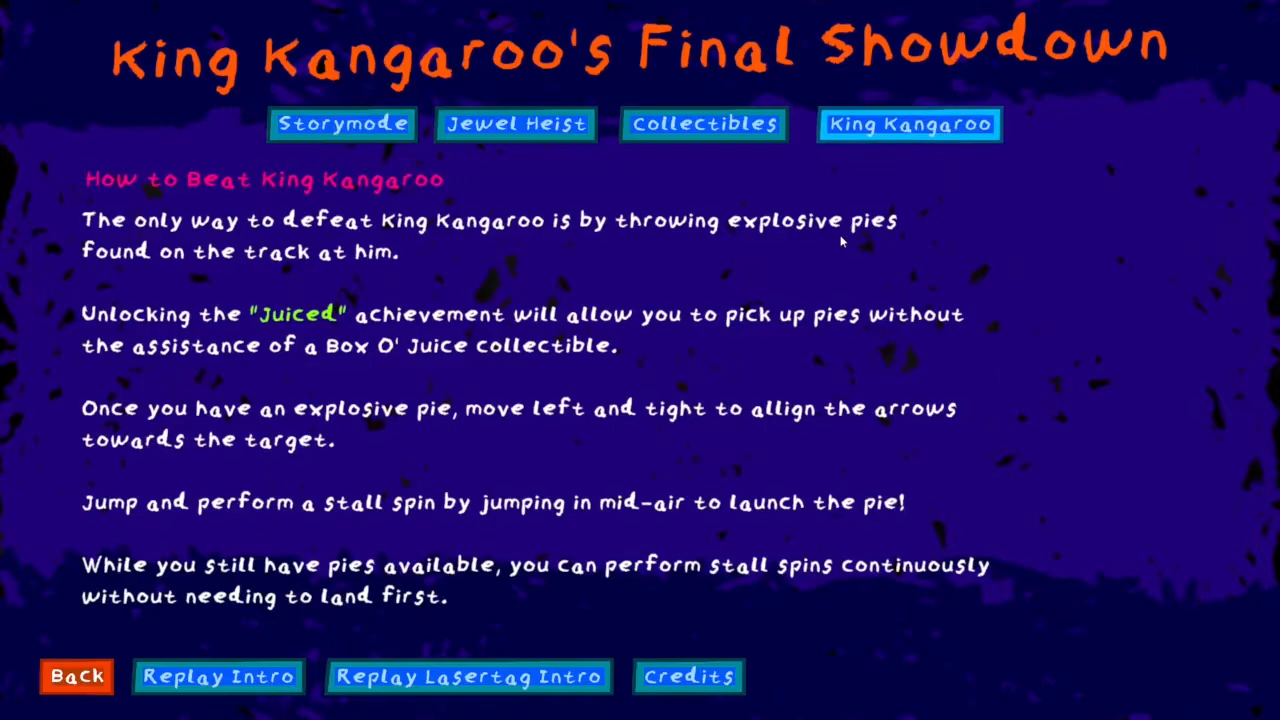 King Kangaroo's Final Showdown
Storymode Jewel Heist Collectibles King Kangaroo
How to Beat King Kangaroo
The only way to defeat King Kangaroo is by throwing explosive pies
found on the track at him.
Unlocking the "Juiced" achievement will allow you to pick up pies without
the assistance of a Box O' Juice collectible.
Once you have an explosive pie, move left and tight to allign the arrows
towards the target.
Jump and perform a stall spin by jumping in mid-air to launch the pie!
While you still have pies available, you can perform stall spins continuously
without needing to land first.
Back Replay Intro Replay Lasertag Intro Credits